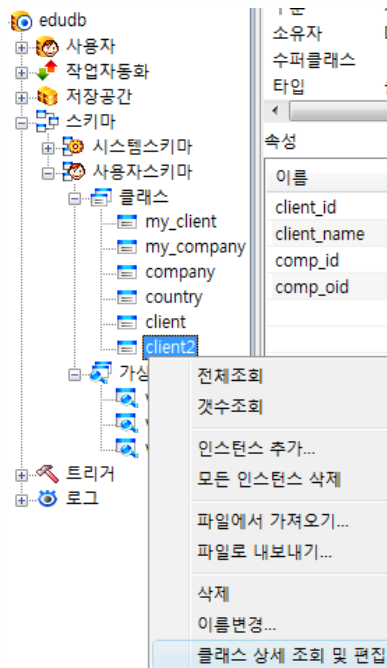 edudb
사용자
작업자동화
저장공간
스키마
시스템스키마
사용자스키마
클래스
my_client
my_company
company
country
client
client2
트리거
로그
소유자
수퍼클래스
타입
속성
이름
client_id
client_name
comp_id
comp_oid
전체조회
갯수조회
인스턴스 추가...
모든 인스턴스 삭제
파일에서 가져오기...
파일로 내보내기...
삭제
이름변경...
클래스 상세 조회 및 편집